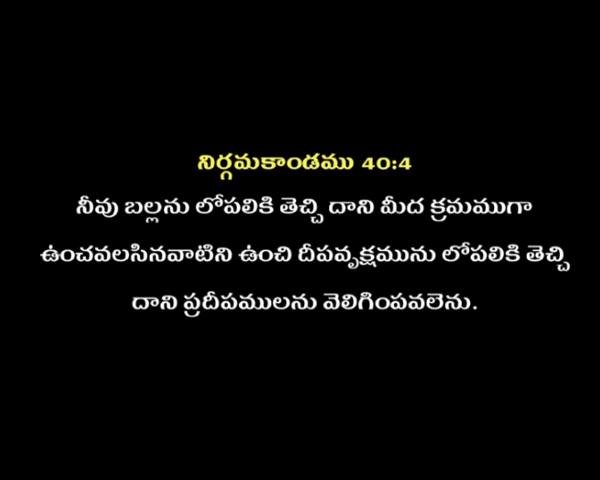 నిర్గమకాండము 40:4
నీవు బల్లను లోపలికి తెచ్చి దాని మీద క్రమముగా
ఉంచవలసినవాటిని ఉంచి దీపవృక్షమును లోపలికి తెచ్చి
దాని ప్రదీపములను వెలిగింపవలెను.